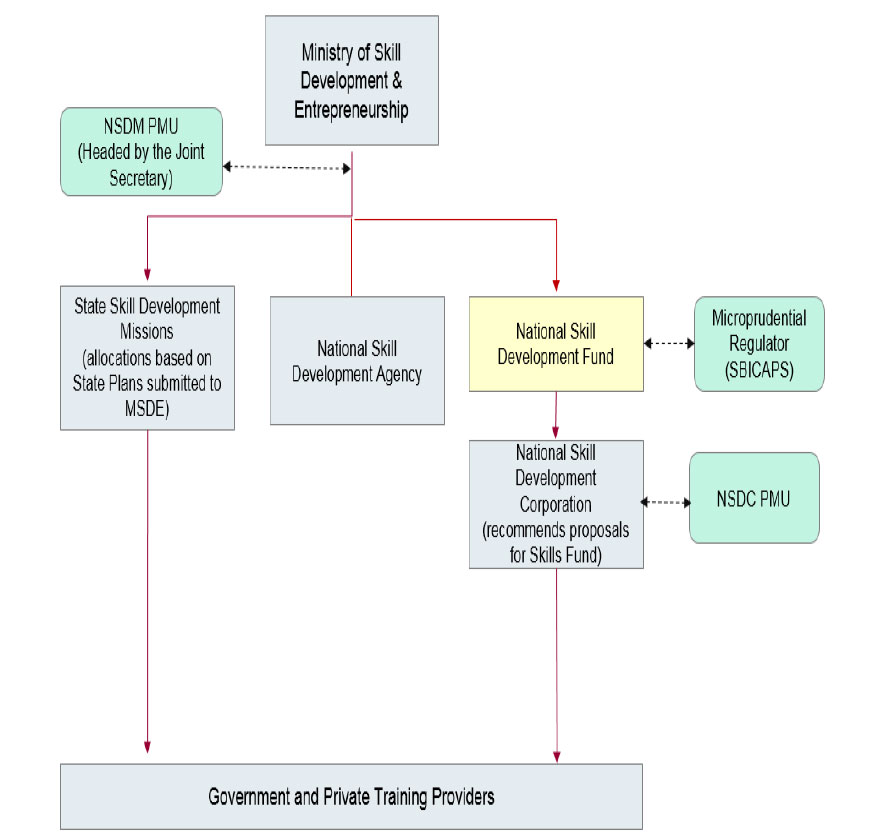 Ministry of Skill
Development &
Entrepreneurship
NSDM PMU
(Headed by the Joint
Secretary)
State Skill Development
Missions
(allocations based on
State Plans submitted to
MSDE)
National Skill
Development Agency
National Skill
Development Fund
Microprudential
Regulator
(SBICAPS)
National Skill
Development
Corporation
(recommends proposals
for Skills Fund)
NSDC PMU
Government and Private Training Providers